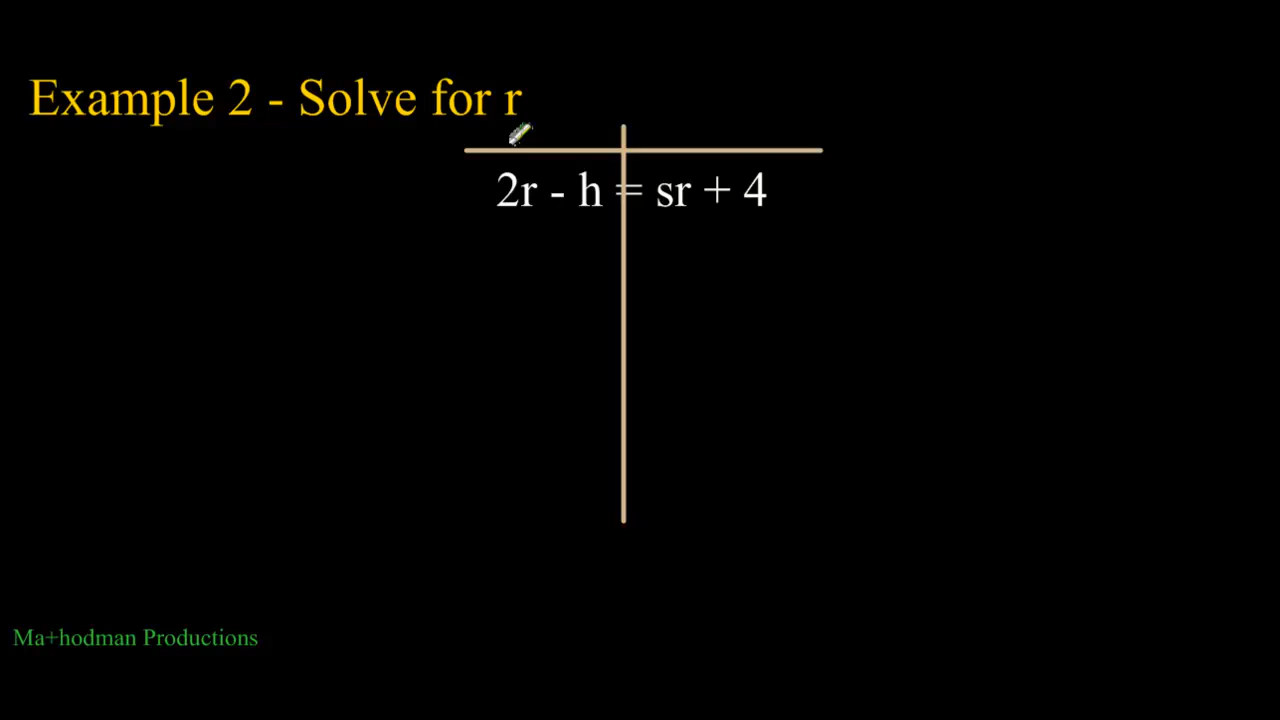 Example 2 - Solve for r
2r - h = sr + 4
Ma+hodman Productions